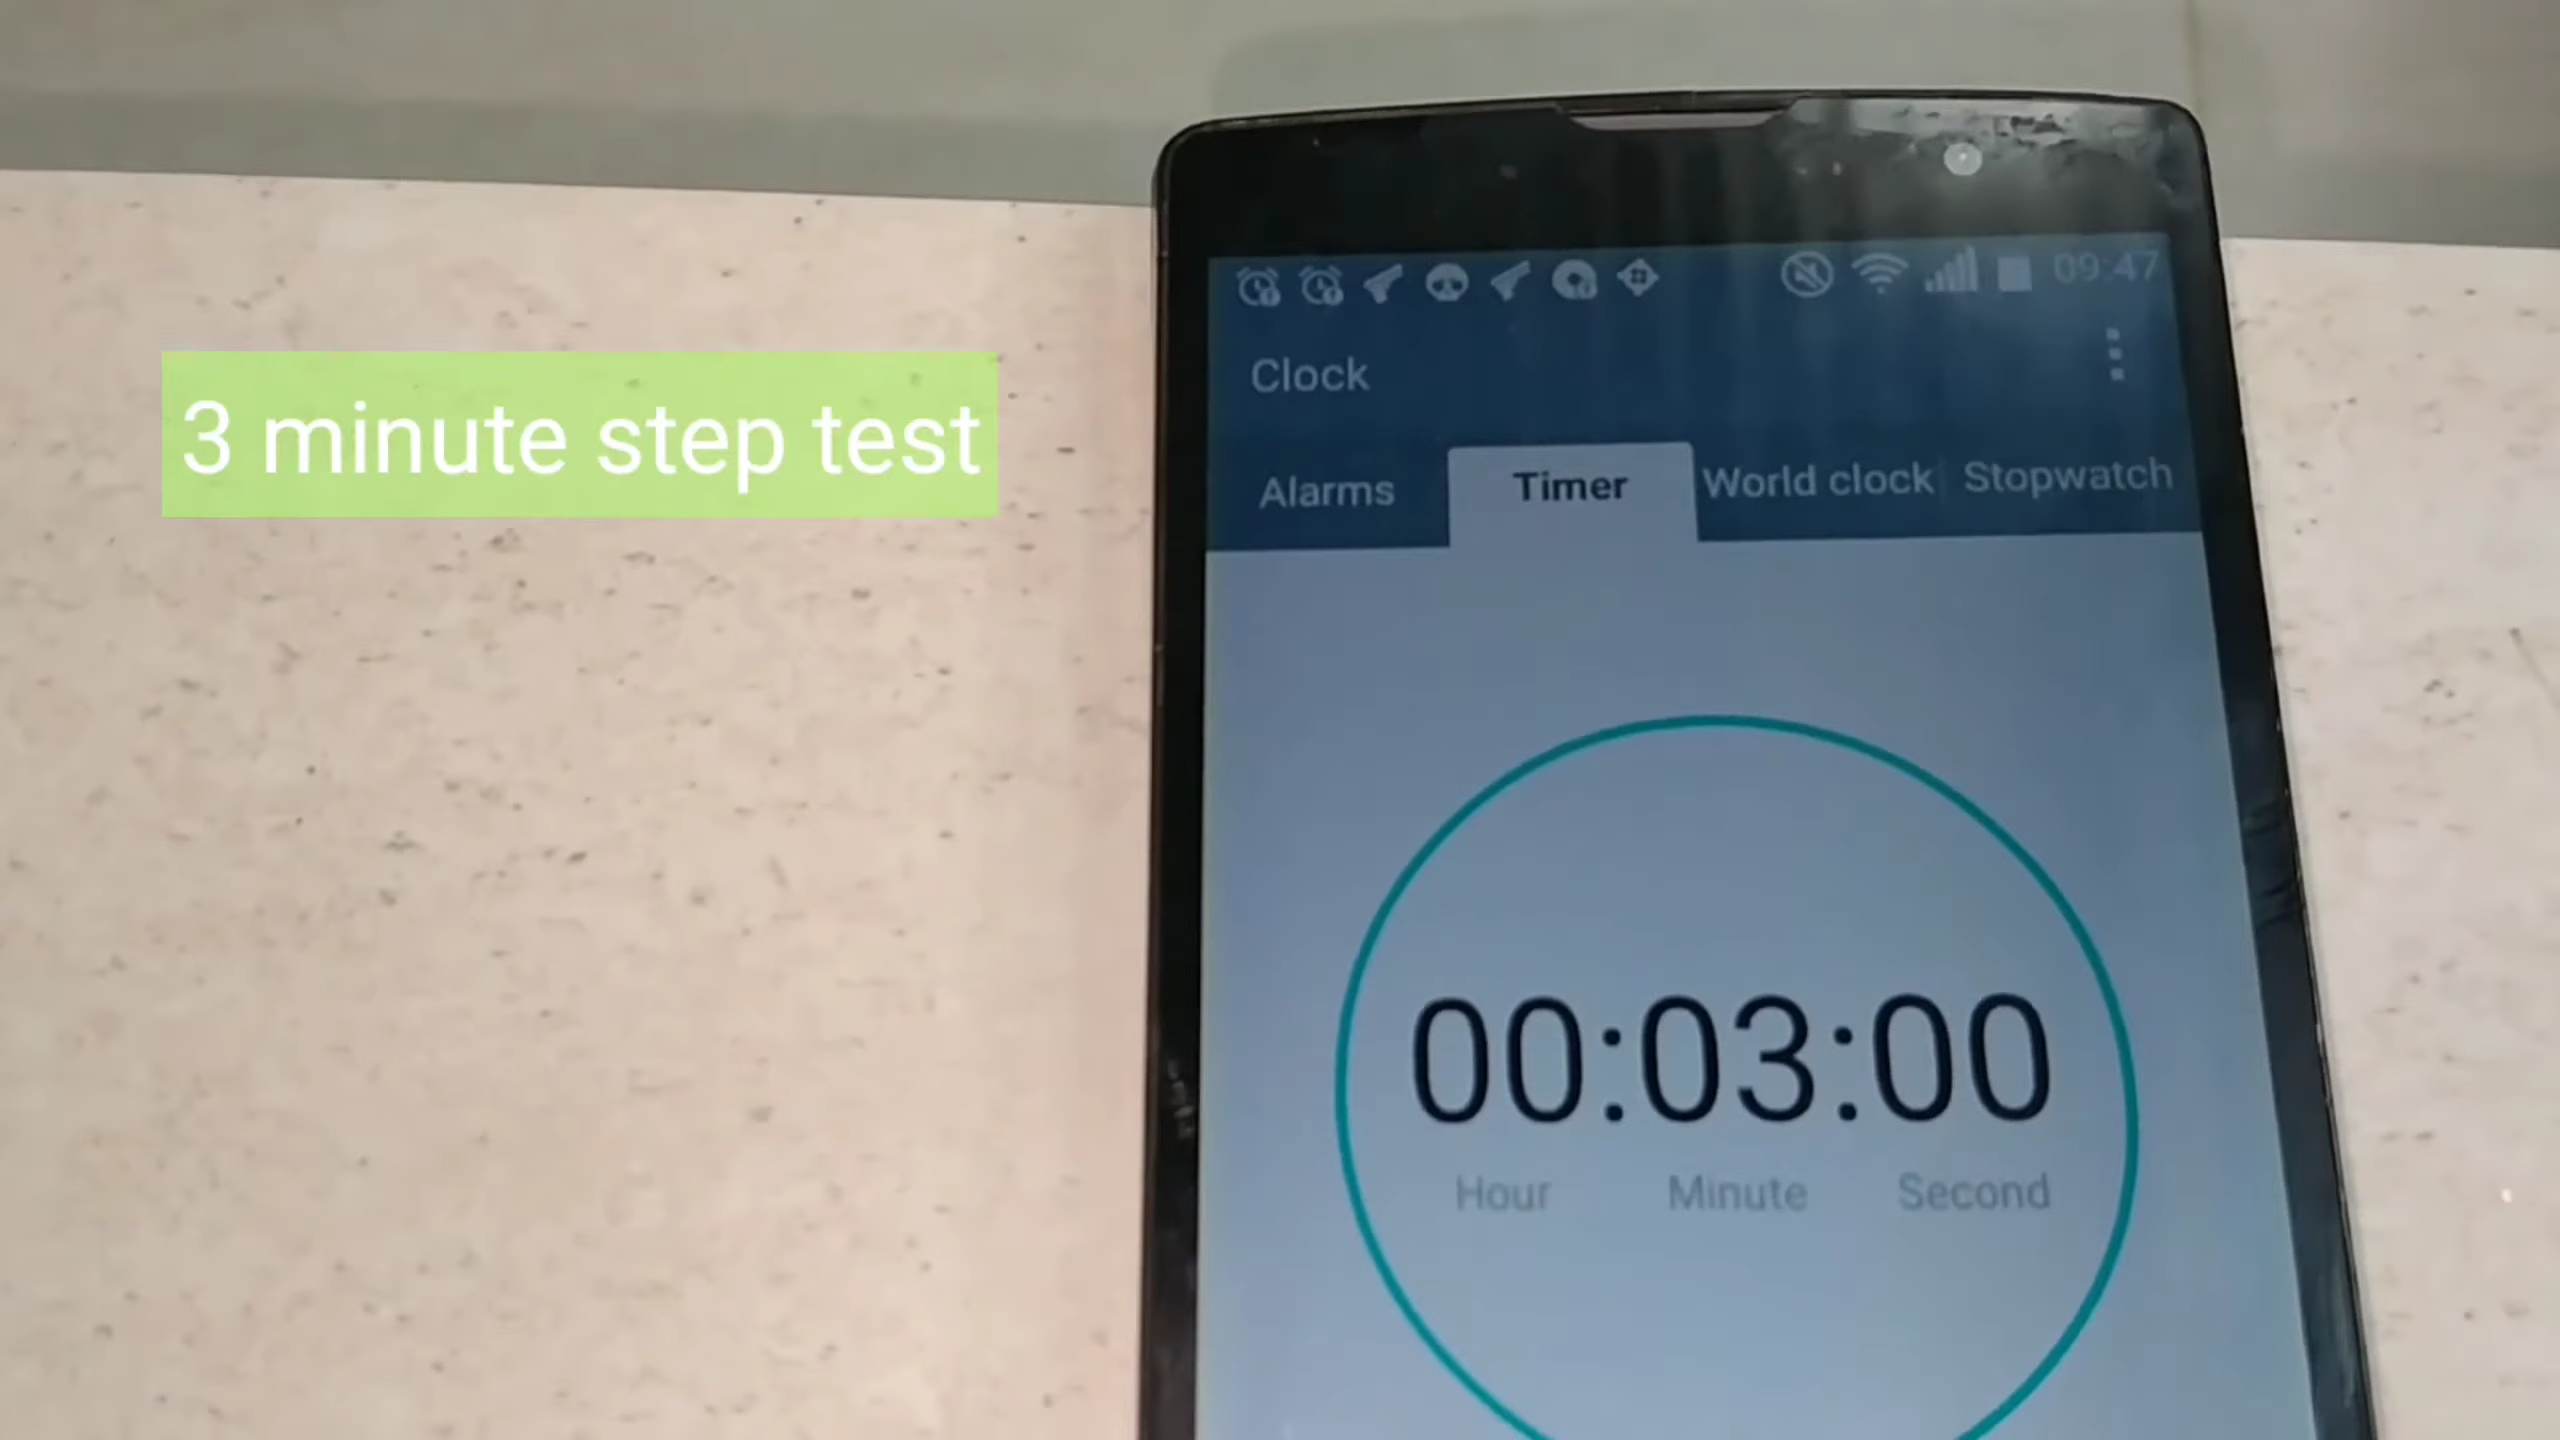 3 minute step test
09:47
Clock
Alarms Timer World clock Stopwatch
00:03:00
Hour Minute Second